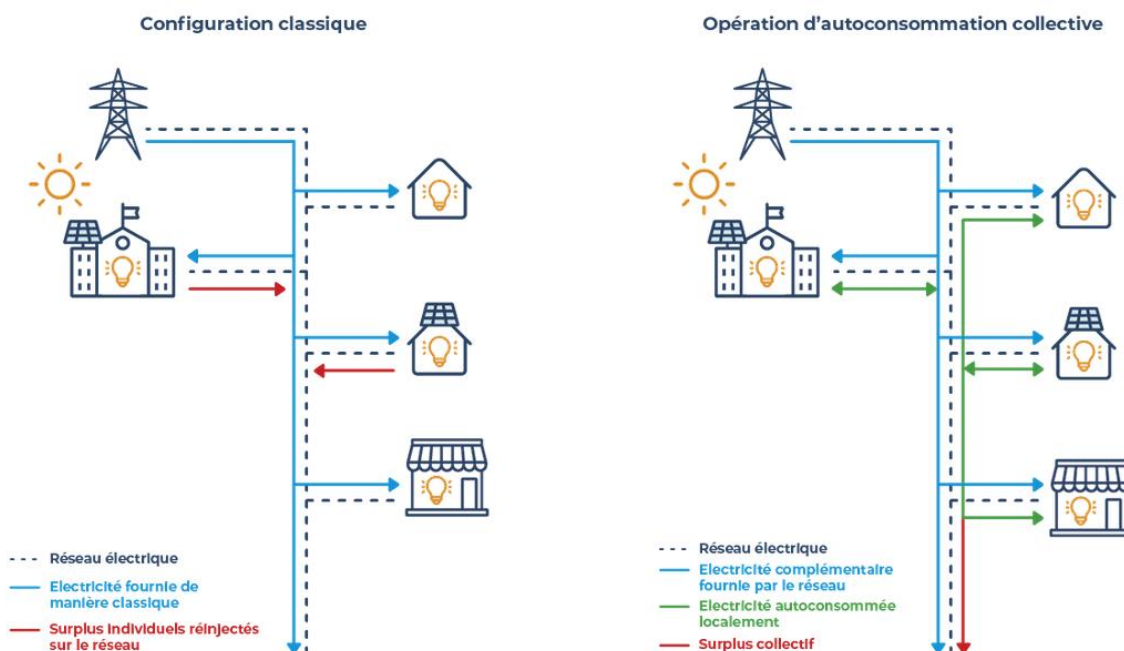 Configuration classique
Opération d'autoconsommation collective
Réseau électrique
Electricité fournie de
manière classique
Surplus individuels réinjectés
sur le réseau
Réseau électrique
Electricité complémentaire
fournie par le réseau
Electricité autoconsommée
localement
Surplus collectif